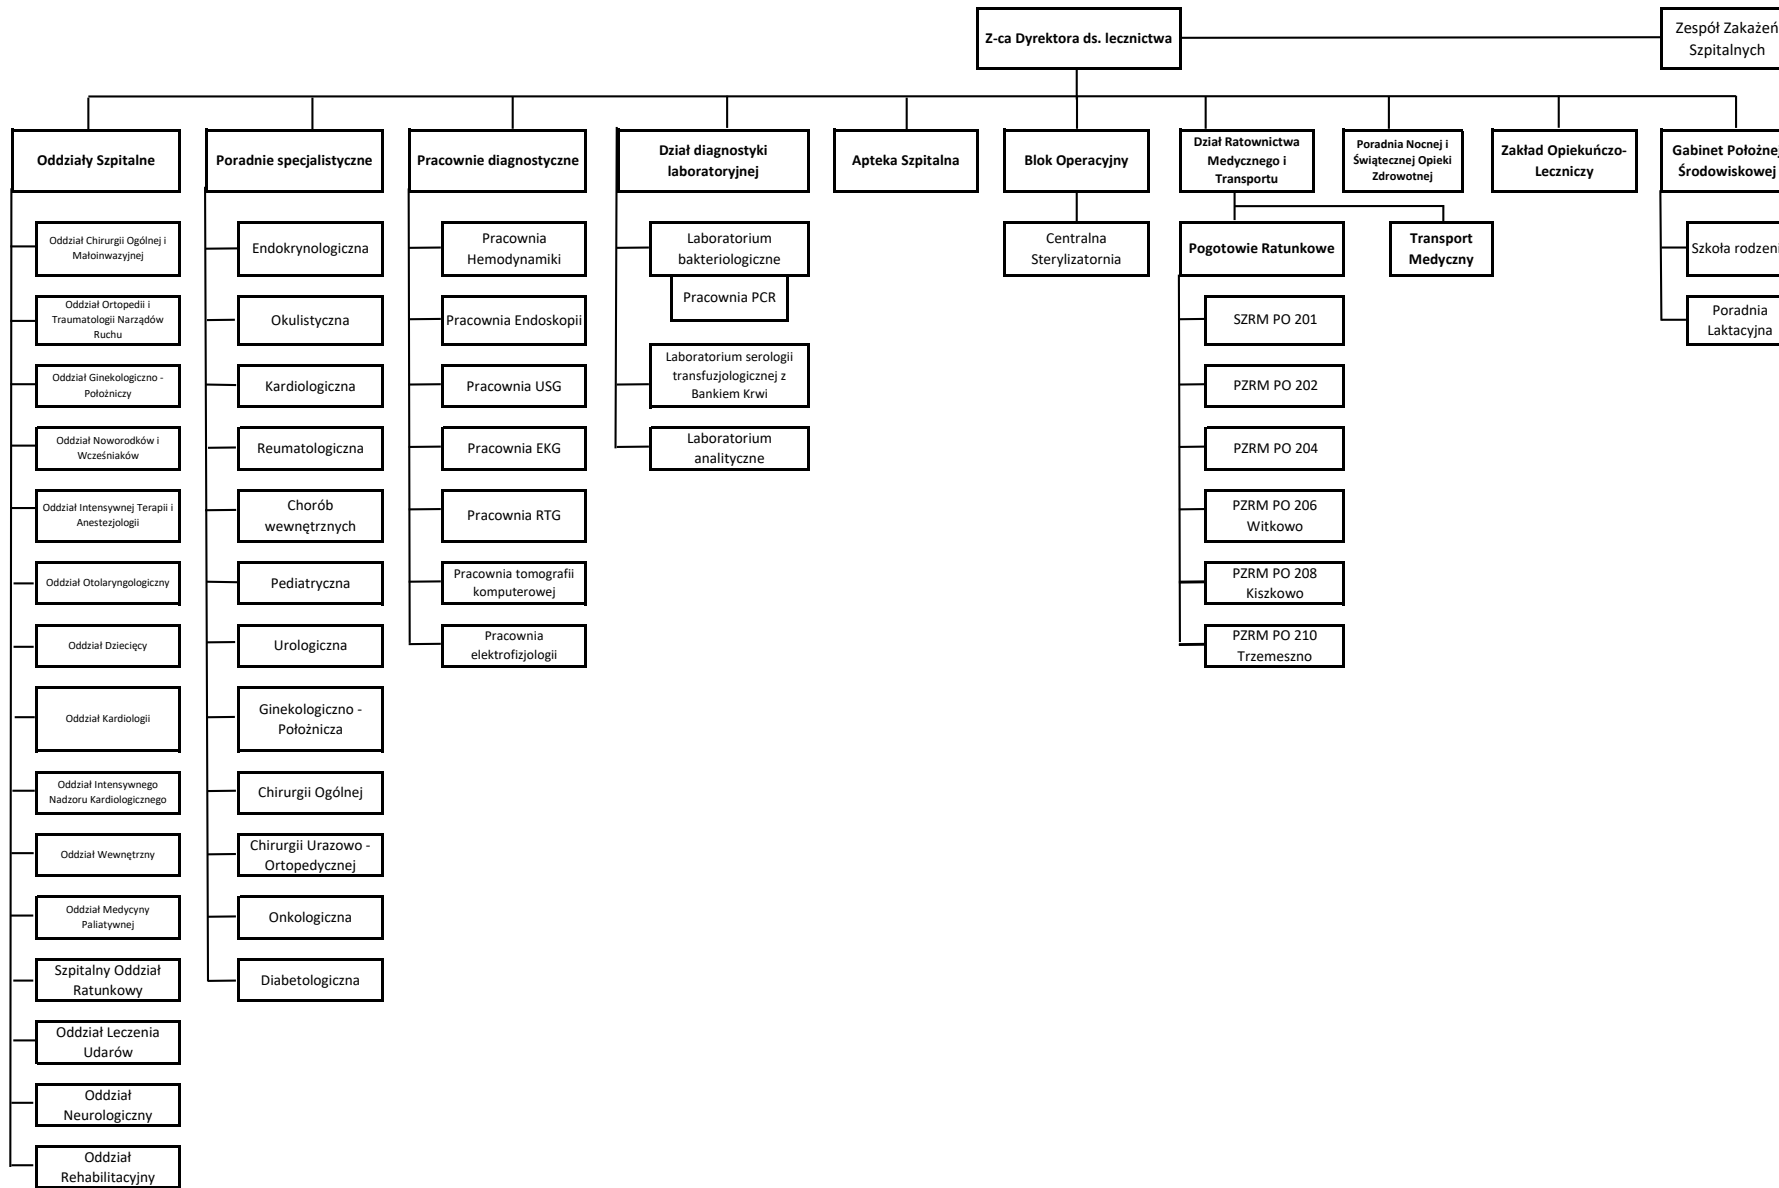 Z-ca Dyrektora ds. lecznictwa
Zespół Zakażeń
Szpitalnych
Oddziały Szpitalne
Poradnie specjalistyczne
Pracownie diagnostyczne
Dział diagnostyki
laboratoryjnej
Apteka Szpitalna
Blok Operacyjny
Dział Ratownictwa
Medycznego i
Transportu
Poradnia Nocnej i
Świątecznej Opieki
Zdrowotnej
Zakład Opiekuńczo-
Leczniczy
Gabinet Położnej
Środowiskowej
Oddział Chirurgii Ogólnej i
Małoinwazyjnej
Oddział Ortopedii i
Traumatologii Narządów
Ruchu
Oddział Ginekologiczno -
Położniczy
Oddział Noworodków i
Wcześniaków
Oddział Intensywnej Terapii i
Anestezjologii
Oddział Otolaryngologiczny
Oddział Dziecięcy
Oddział Kardiologii
Oddział Intensywnego
Nadzoru Kardiologicznego
Oddział Wewnętrzny
Oddział Medycyny
Paliatywnej
Szpitalny Oddział
Ratunkowy
Oddział Leczenia
Udarów
Oddział
Neurologiczny
Oddział
Rehabilitacyjny
Endokrynologiczna
Okulistyczna
Kardiologiczna
Reumatologiczna
Chorób
wewnętrznych
Pediatryczna
Urologiczna
Ginekologiczno -
Położnicza
Chirurgii Ogólnej
Chirurgii Urazowo -
Ortopedycznej
Onkologiczna
Diabetologiczna
Pracownia
Hemodynamiki
Pracownia Endoskopii
Pracownia USG
Pracownia EKG
Pracownia RTG
Pracownia tomografii
komputerowej
Pracownia
elektrofizjologii
Laboratorium
bakteriologiczne
Pracownia PCR
Laboratorium serologii
transfuzjologicznej z
Bankiem Krwi
Laboratorium
analityczne
Centralna
Sterylizatornia
Pogotowie Ratunkowe
Transport
Medyczny
SZRM PO 201
PZRM PO 202
PZRM PO 204
PZRM PO 206
Witkowo
PZRM PO 208
Kiszkowo
PZRM PO 210
Trzemeszno
Szkoła rodzeni
Poradnia
Laktacyjna